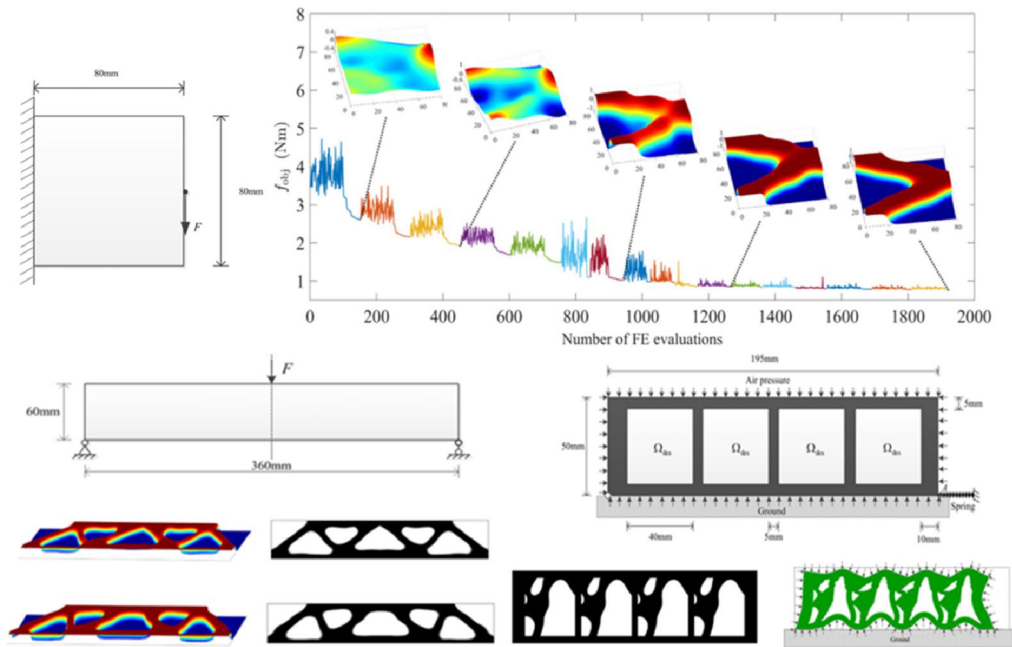 80mm
80mm
F
f_obj (Nm)
8
7
6
5
4
3
2
1
0
200
400
600
800
1000
1200
1400
1600
1800
2000
Number of FE evaluations
F
60mm
360mm
195mm
Air pressure
5mm
50mm
Ω_des
Ω_des
Ω_des
Ω_des
Spring
Ground
40mm
5mm
10mm
Ground